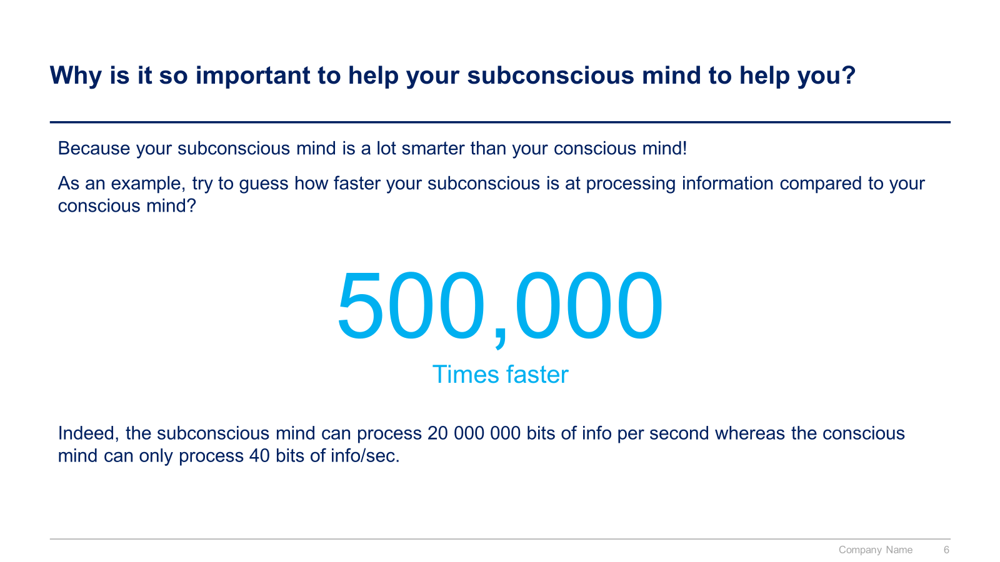 Why is it so important to help your subconscious mind to help you?
Because your subconscious mind is a lot smarter than your conscious mind!
As an example, try to guess how faster your subconscious is at processing information compared to your
conscious mind?
500,000
Times faster
Indeed, the subconscious mind can process 20 000 000 bits of info per second whereas the conscious
mind can only process 40 bits of info/sec.
Company Name 6